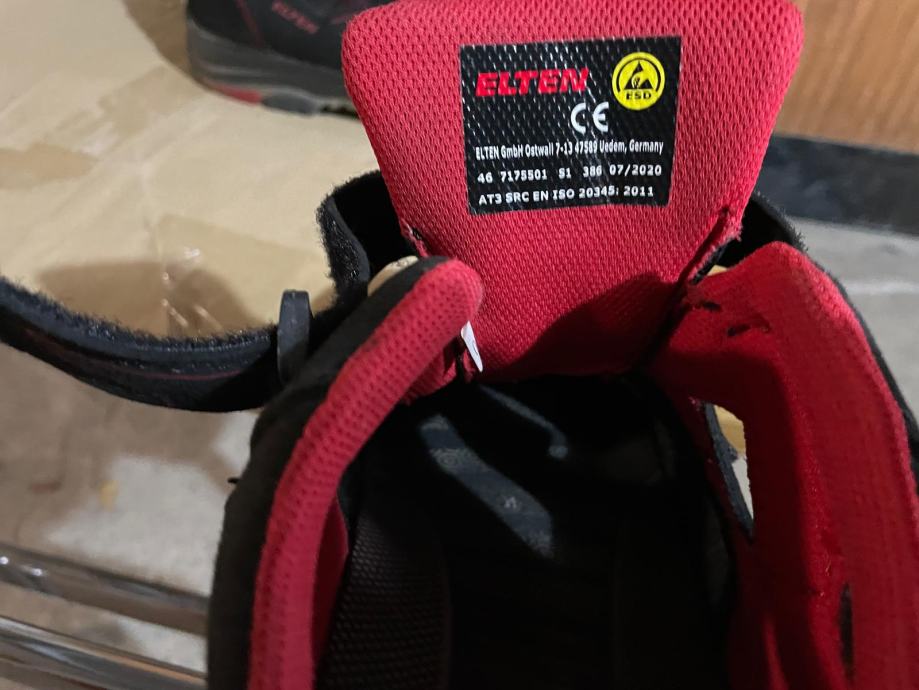 ELTEN
ELTEN
ESD
CE
ELTEN GmbH Ostwall 7-13 47589 Uedem, Germany
46 7175501 S1 386 07/2020
AT3 SRC EN ISO 20345: 2011